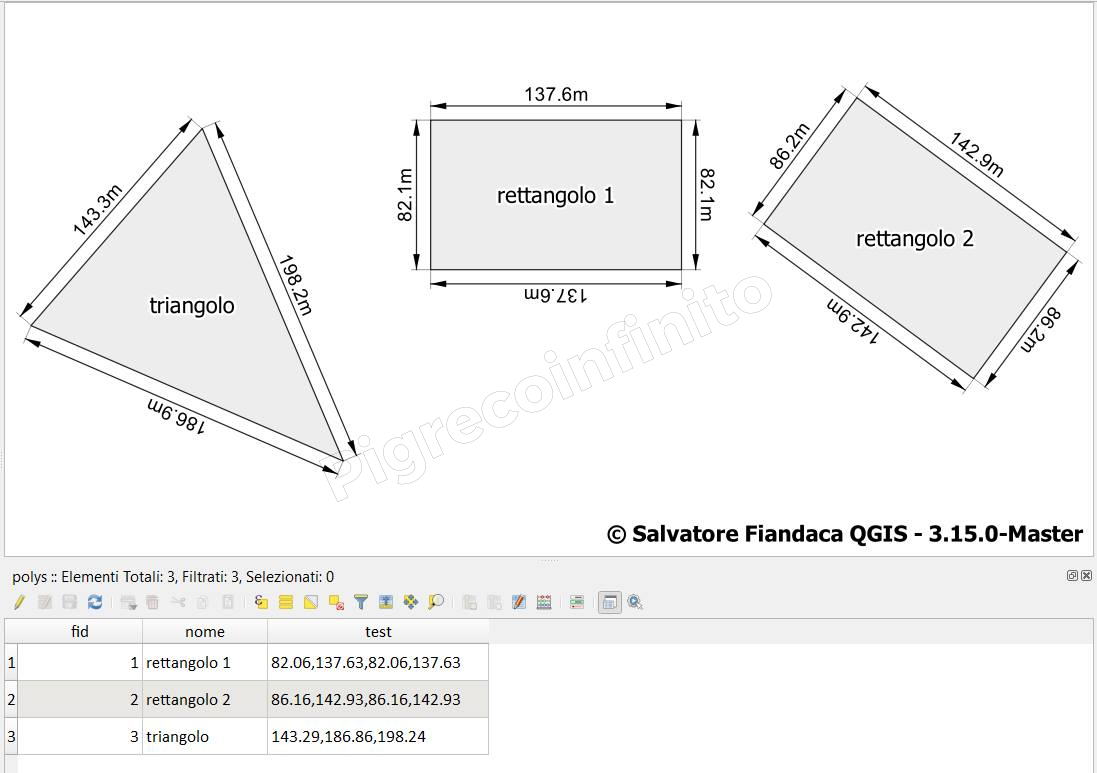 137.6m
82.1m
rettangolo 1
82.1m
137.6m
86.2m
142.9m
rettangolo 2
142.9m
86.2m
143.3m
198.2m
triangolo
186.9m
Pigrecoinfinito
© Salvatore Fiandaca QGIS - 3.15.0-Master
polys :: Elementi Totali: 3, Filtrati: 3, Selezionati: 0
fid nome test
1 1 rettangolo 1 82.06,137.63,82.06,137.63
2 2 rettangolo 2 86.16,142.93,86.16,142.93
3 3 triangolo 143.29,186.86,198.24